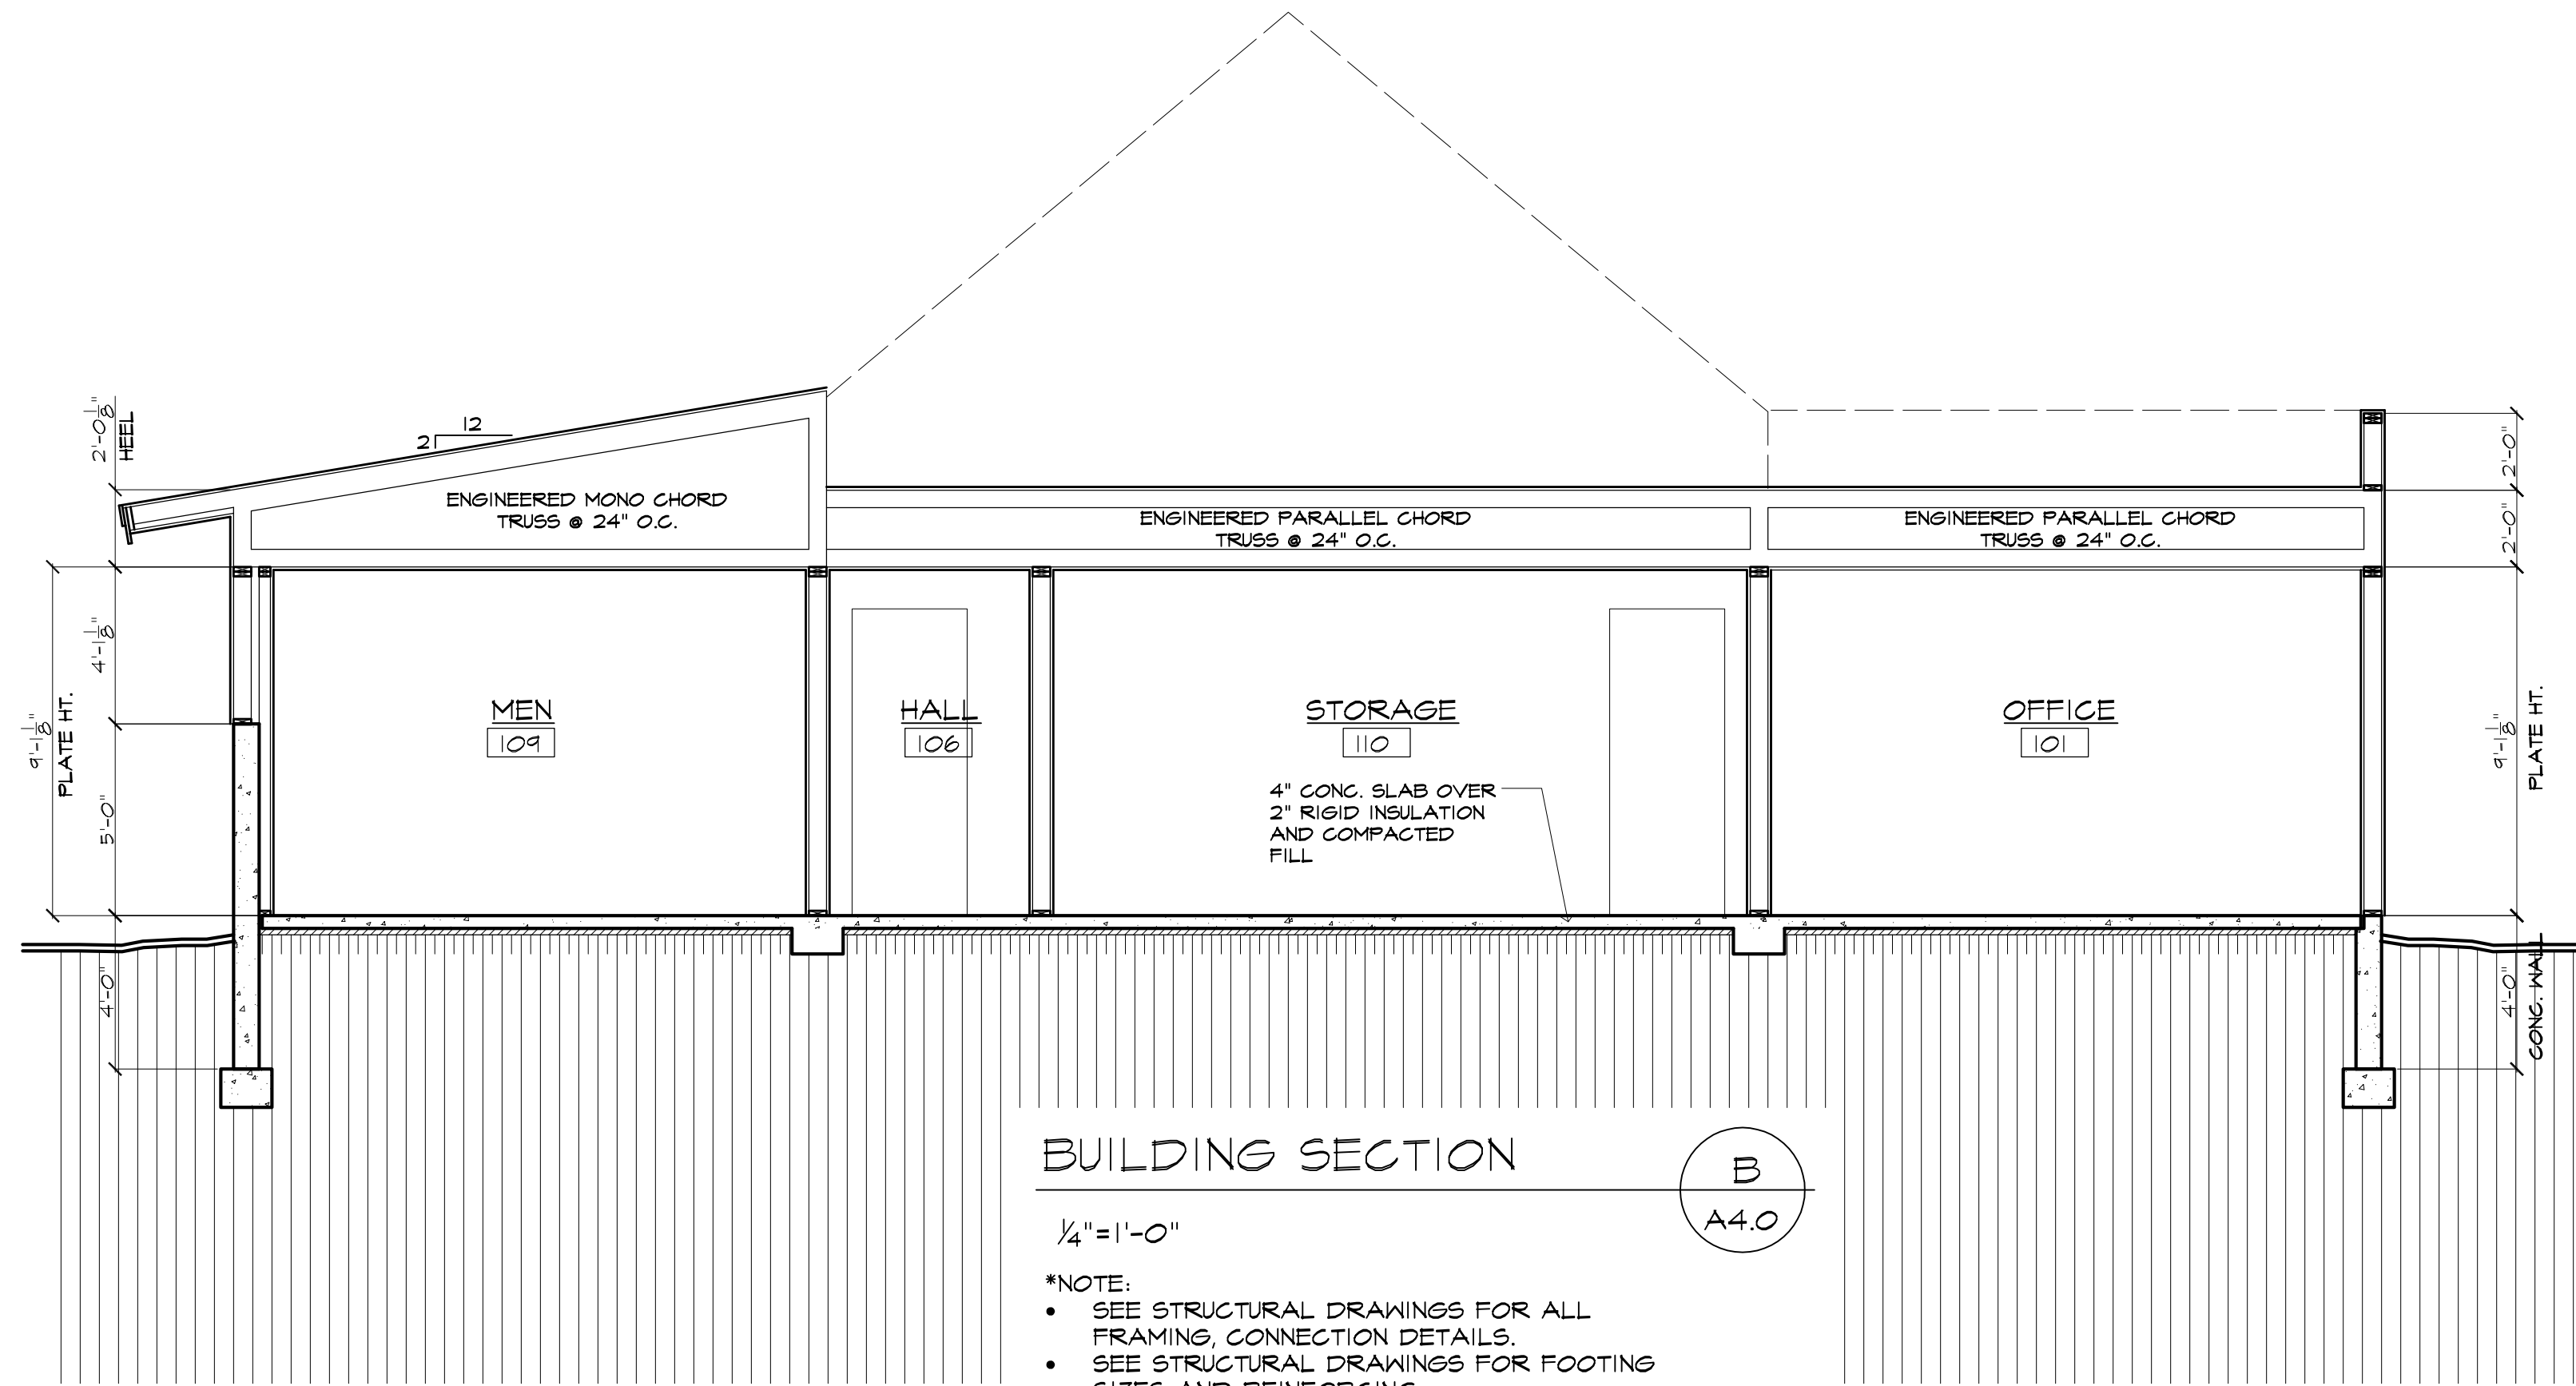 2'-0 1/8"
HEEL
12
2
ENGINEERED MONO CHORD
TRUSS @ 24" O.C.
ENGINEERED PARALLEL CHORD
TRUSS @ 24" O.C.
ENGINEERED PARALLEL CHORD
TRUSS @ 24" O.C.
2'-0"
2'-0"
4'-1 1/8"
9'-1 1/8"
PLATE HT.
5'-0"
4'-0"
MEN
109
HALL
106
STORAGE
110
OFFICE
101
4" CONC. SLAB OVER
2" RIGID INSULATION
AND COMPACTED
FILL
9'-1 1/8"
PLATE HT.
4'-0"
CONC. WALL
BUILDING SECTION
B
A4.0
1/4"=1'-0"
*NOTE:
• SEE STRUCTURAL DRAWINGS FOR ALL
FRAMING, CONNECTION DETAILS.
• SEE STRUCTURAL DRAWINGS FOR FOOTING